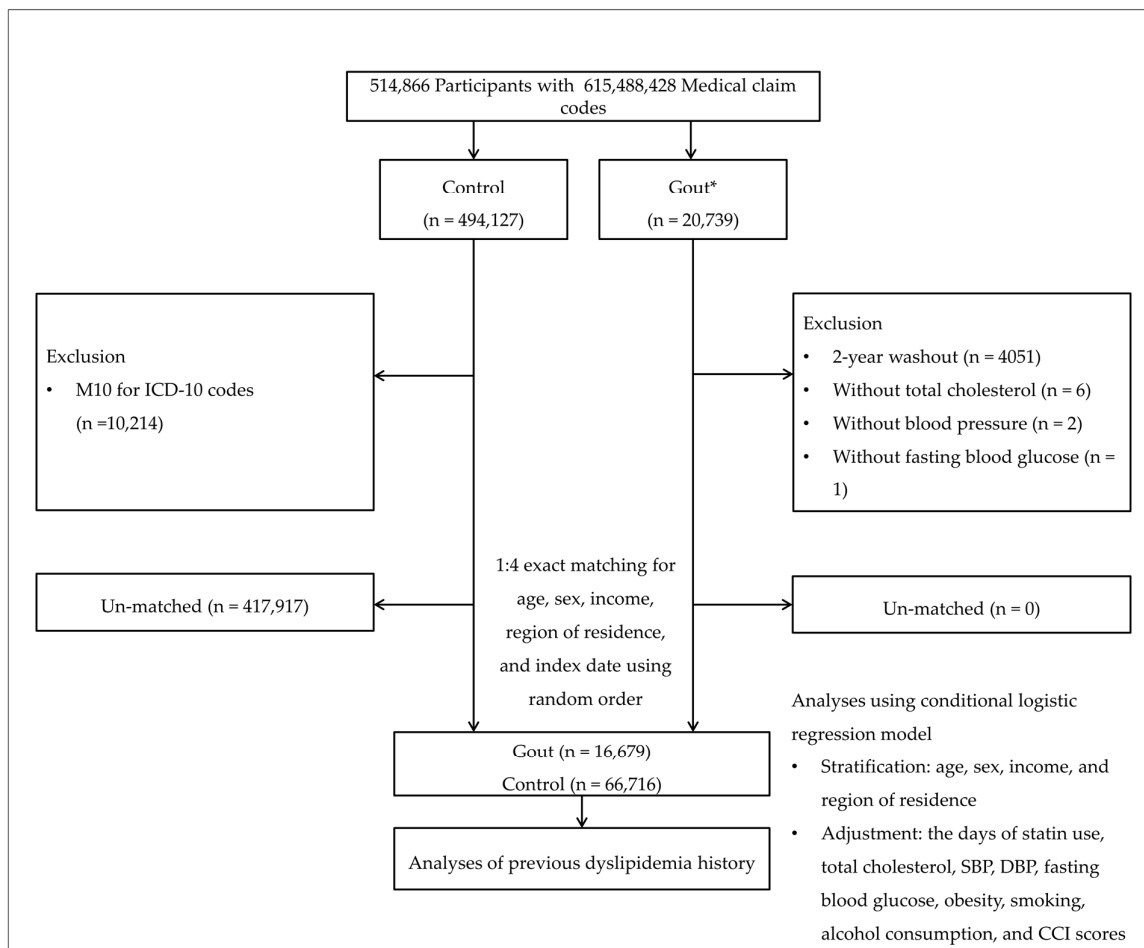 514,866 Participants with 615,488,428 Medical claim
codes
Control
(n = 494,127)
Gout*
(n = 20,739)
Exclusion
• M10 for ICD-10 codes
(n =10,214)
Exclusion
• 2-year washout (n = 4051)
• Without total cholesterol (n = 6)
• Without blood pressure (n = 2)
• Without fasting blood glucose (n =
1)
Un-matched (n = 417,917)
1:4 exact matching for
age, sex, income,
region of residence,
and index date using
random order
Un-matched (n = 0)
Gout (n = 16,679)
Control (n = 66,716)
Analyses of previous dyslipidemia history
Analyses using conditional logistic
regression model
• Stratification: age, sex, income, and
region of residence
• Adjustment: the days of statin use,
total cholesterol, SBP, DBP, fasting
blood glucose, obesity, smoking,
alcohol consumption, and CCI scores